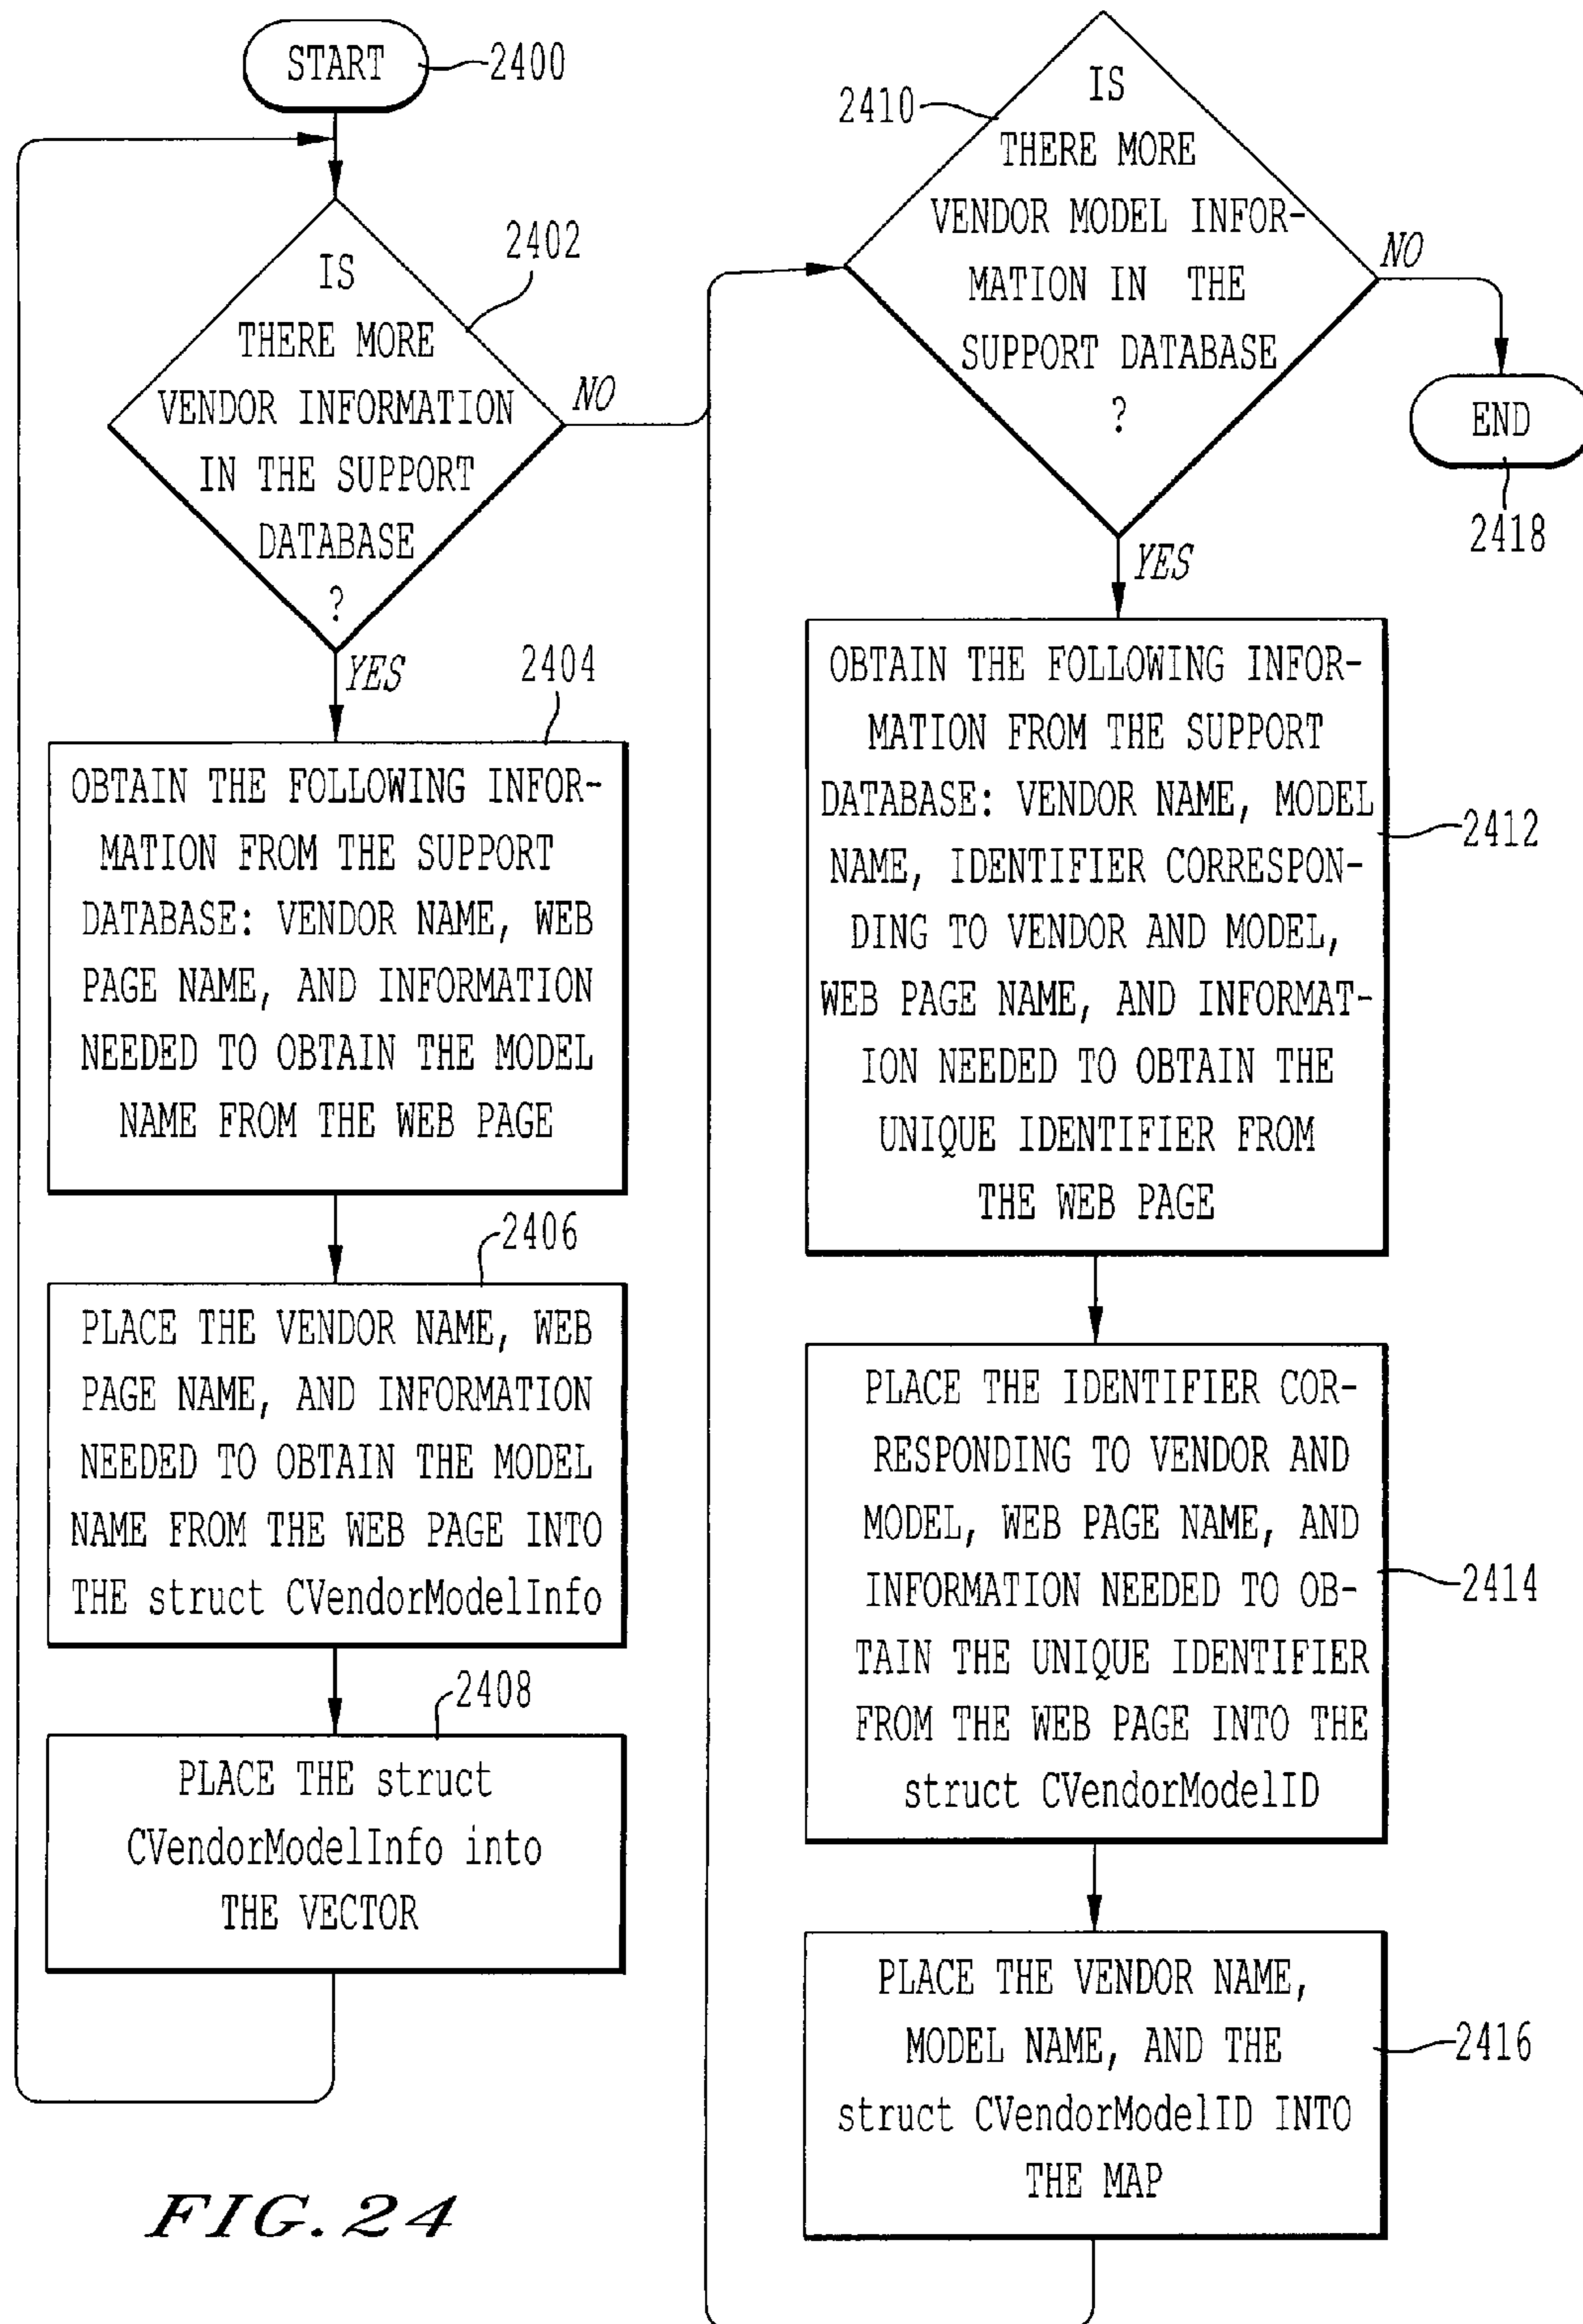 START
2400
IS
THERE MORE
VENDOR INFORMATION
IN THE SUPPORT
DATABASE
?
2402
NO
YES
2404
OBTAIN THE FOLLOWING INFOR-
MATION FROM THE SUPPORT
DATABASE: VENDOR NAME, WEB
PAGE NAME, AND INFORMATION
NEEDED TO OBTAIN THE MODEL
NAME FROM THE WEB PAGE
2406
PLACE THE VENDOR NAME, WEB
PAGE NAME, AND INFORMATION
NEEDED TO OBTAIN THE MODEL
NAME FROM THE WEB PAGE INTO
THE struct CVendorModelInfo
2408
PLACE THE struct
CVendorModelInfo into
THE VECTOR
2410
IS
THERE MORE
VENDOR MODEL INFOR-
MATION IN THE
SUPPORT DATABASE
?
NO
END
2418
YES
OBTAIN THE FOLLOWING INFOR-
MATION FROM THE SUPPORT
DATABASE: VENDOR NAME, MODEL
NAME, IDENTIFIER CORRESPON-
DING TO VENDOR AND MODEL,
WEB PAGE NAME, AND INFORMAT-
ION NEEDED TO OBTAIN THE
UNIQUE IDENTIFIER FROM
THE WEB PAGE
2412
PLACE THE IDENTIFIER COR-
RESPONDING TO VENDOR AND
MODEL, WEB PAGE NAME, AND
INFORMATION NEEDED TO OB-
TAIN THE UNIQUE IDENTIFIER
FROM THE WEB PAGE INTO THE
struct CVendorModelID
2414
PLACE THE VENDOR NAME,
MODEL NAME, AND THE
struct CVendorModelID INTO
THE MAP
2416
FIG. 24